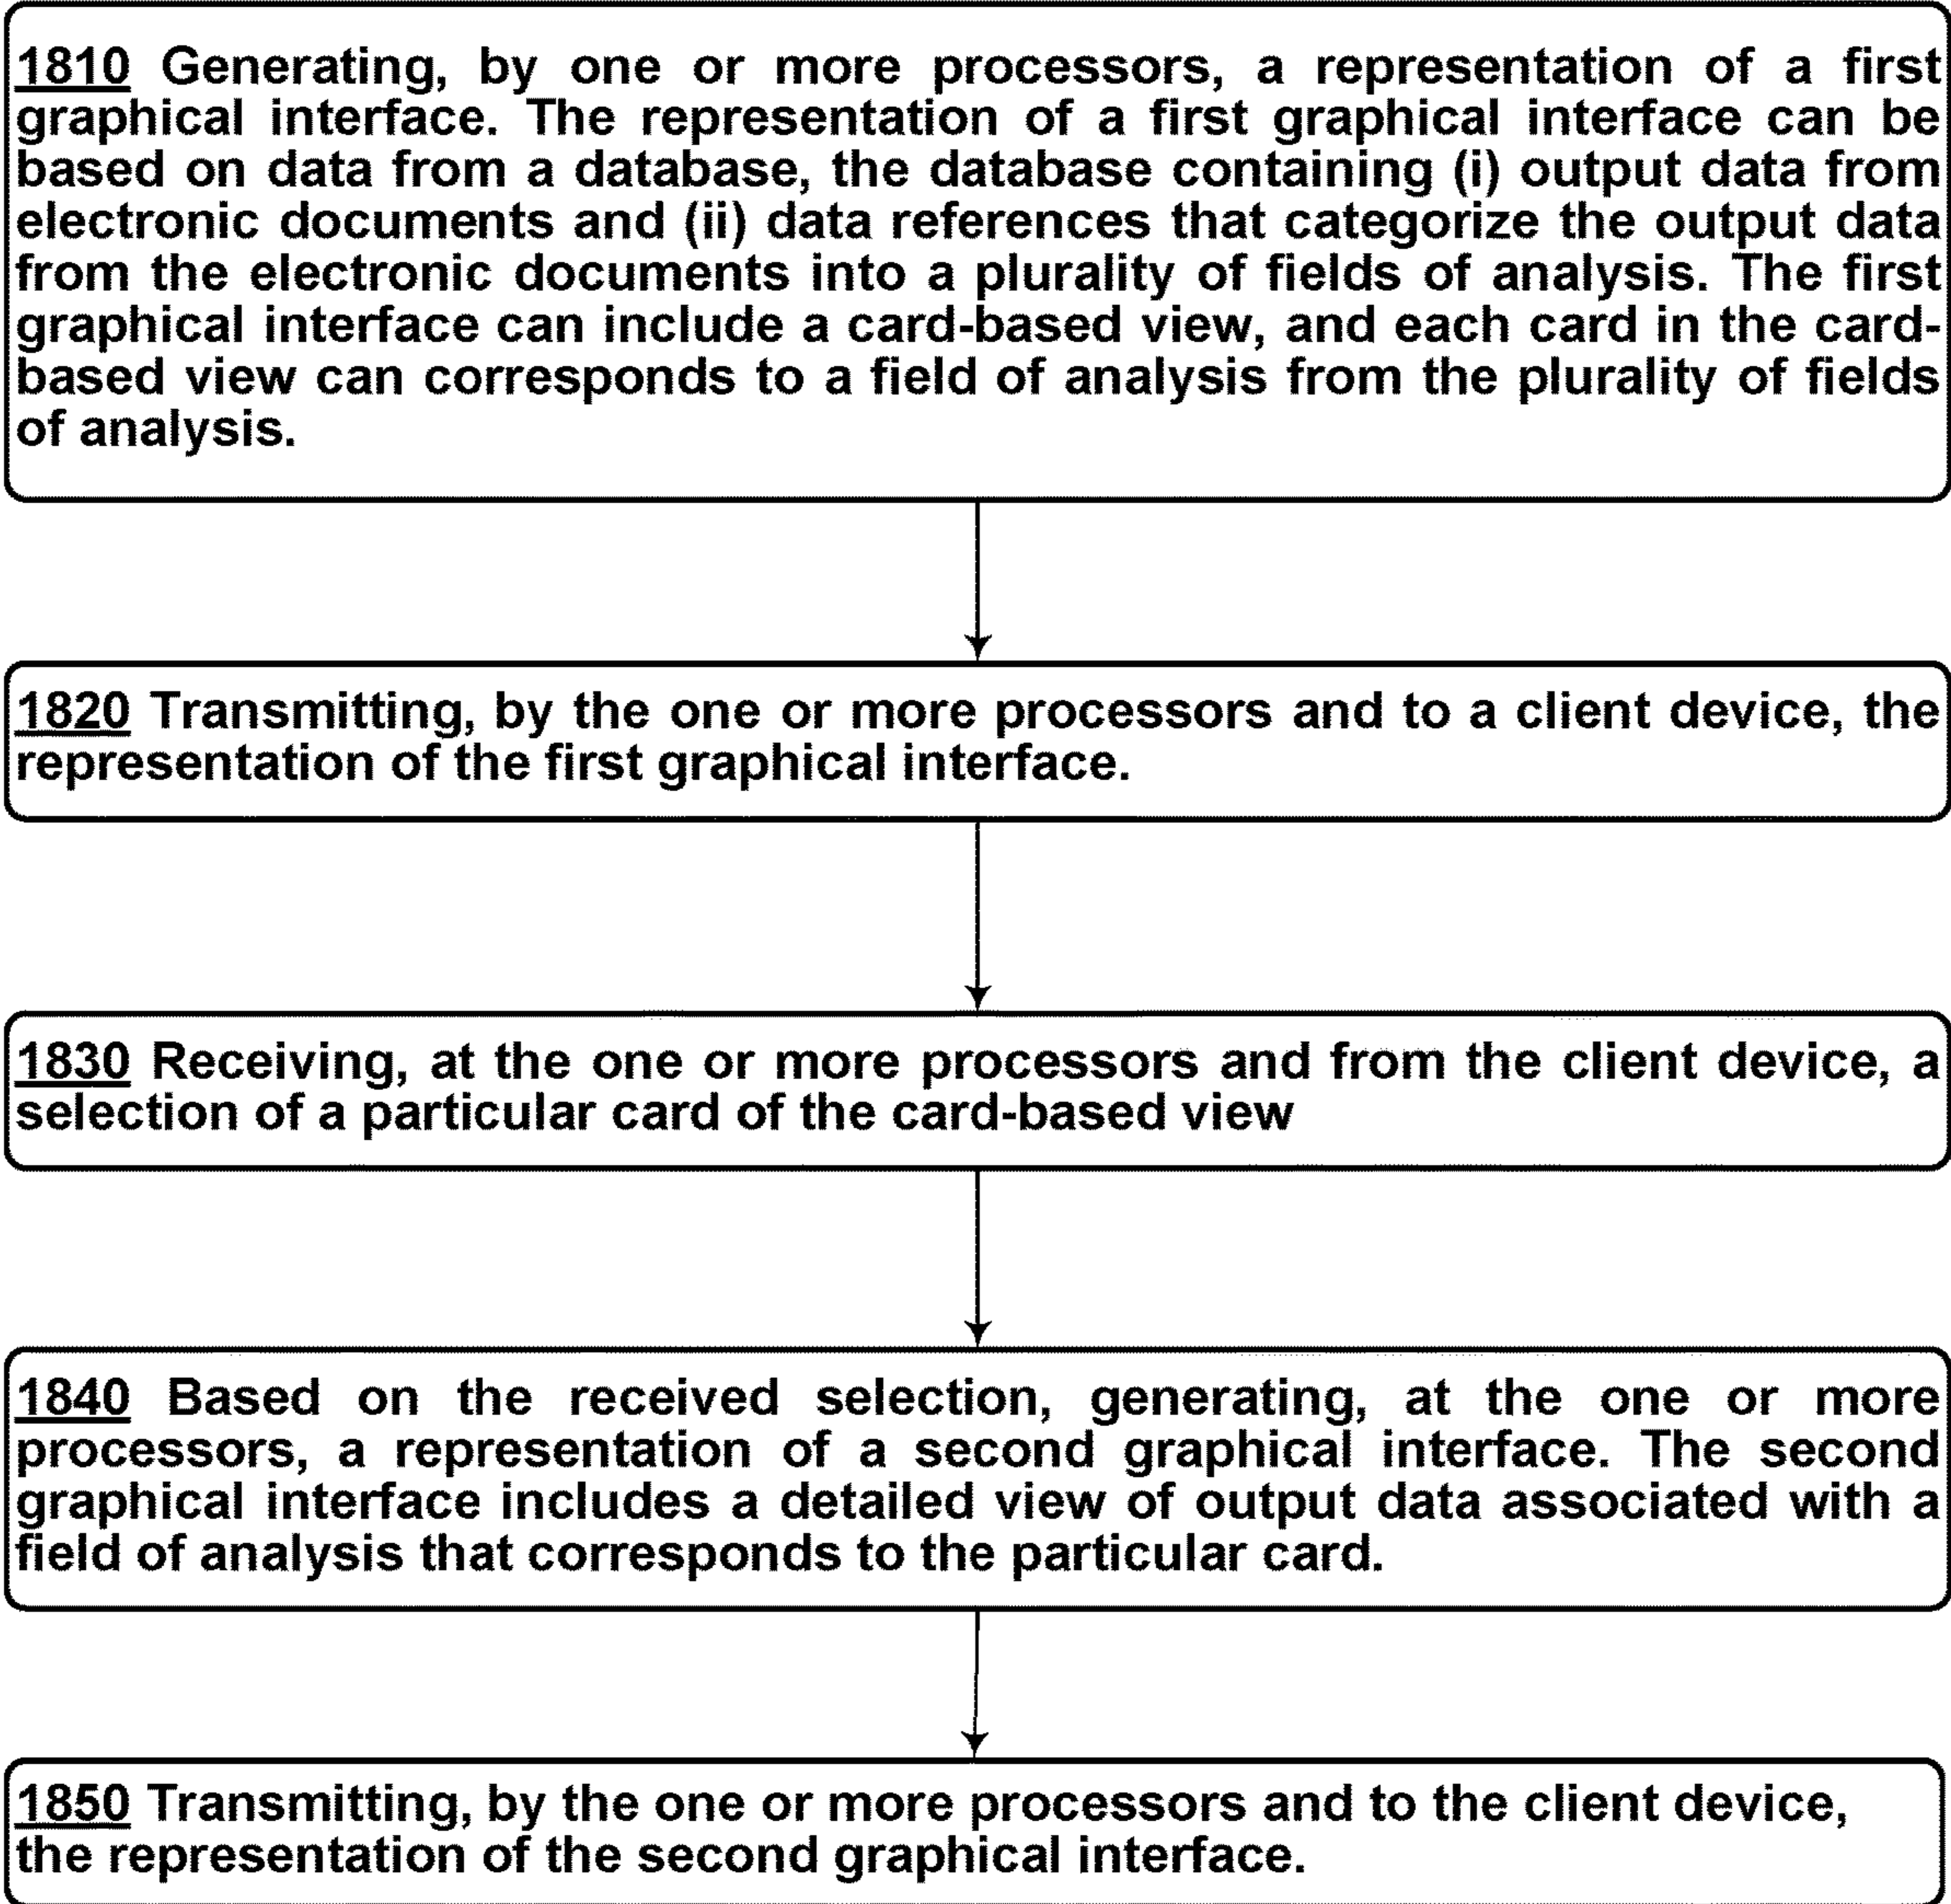 1810 Generating, by one or more processors, a representation of a first
graphical interface. The representation of a first graphical interface can be
based on data from a database, the database containing (i) output data from
electronic documents and (ii) data references that categorize the output data
from the electronic documents into a plurality of fields of analysis. The first
graphical interface can include a card-based view, and each card in the card-
based view can corresponds to a field of analysis from the plurality of fields
of analysis.
1820 Transmitting, by the one or more processors and to a client device, the
representation of the first graphical interface.
1830 Receiving, at the one or more processors and from the client device, a
selection of a particular card of the card-based view
1840 Based on the received selection, generating, at the one or more
processors, a representation of a second graphical interface. The second
graphical interface includes a detailed view of output data associated with a
field of analysis that corresponds to the particular card.
1850 Transmitting, by the one or more processors and to the client device,
the representation of the second graphical interface.